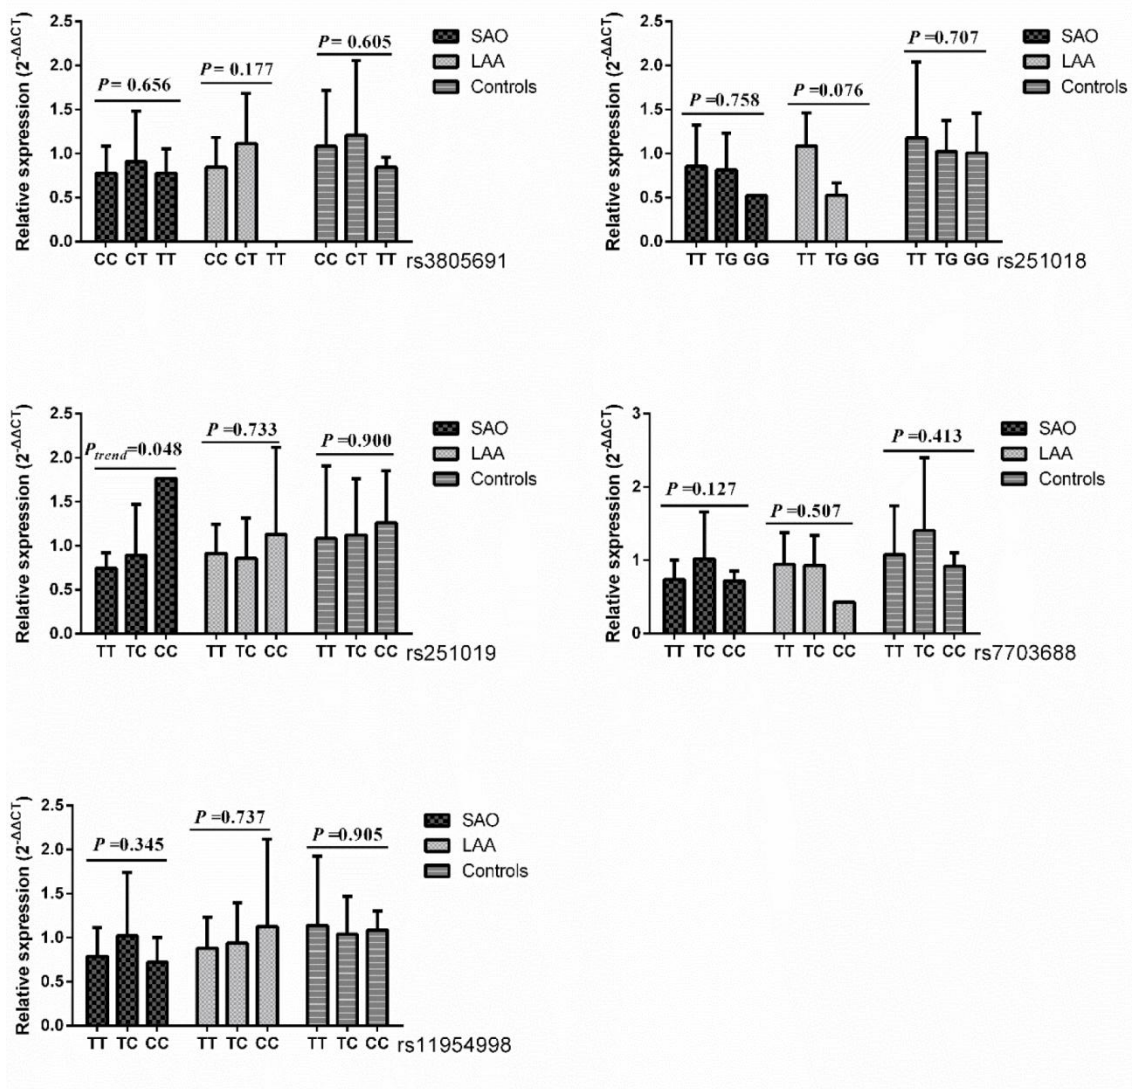 2.5
2.0
1.5
1.0
0.5
0.0
Relative sxpression (2-ΔΔCT)
P = 0.656
P = 0.177
P = 0.605
SAO
LAA
Controls
CC CT TT CC CT TT CC CT TT rs3805691
2.5
2.0
1.5
1.0
0.5
0.0
Relative sxpression (2-ΔΔCT)
P =0.758
P =0.076
P =0.707
SAO
LAA
Controls
TT TG GG TT TG GG TT TG GG rs251018
2.5
2.0
1.5
1.0
0.5
0.0
Relative sxpression (2-ΔΔCT)
Ptrend=0.048
P =0.733
P =0.900
SAO
LAA
Controls
TT TC CC TT TC CC TT TC CC rs251019
3
2
1
0
Relative sxpression (2-ΔΔCT)
P =0.127
P =0.507
P =0.413
SAO
LAA
Controls
TT TC CC TT TC CC TT TC CC rs7703688
2.5
2.0
1.5
1.0
0.5
0.0
Relative sxpression (2-ΔΔCT)
P =0.345
P =0.737
P =0.905
SAO
LAA
Controls
TT TC CC TT TC CC TT TC CC rs11954998